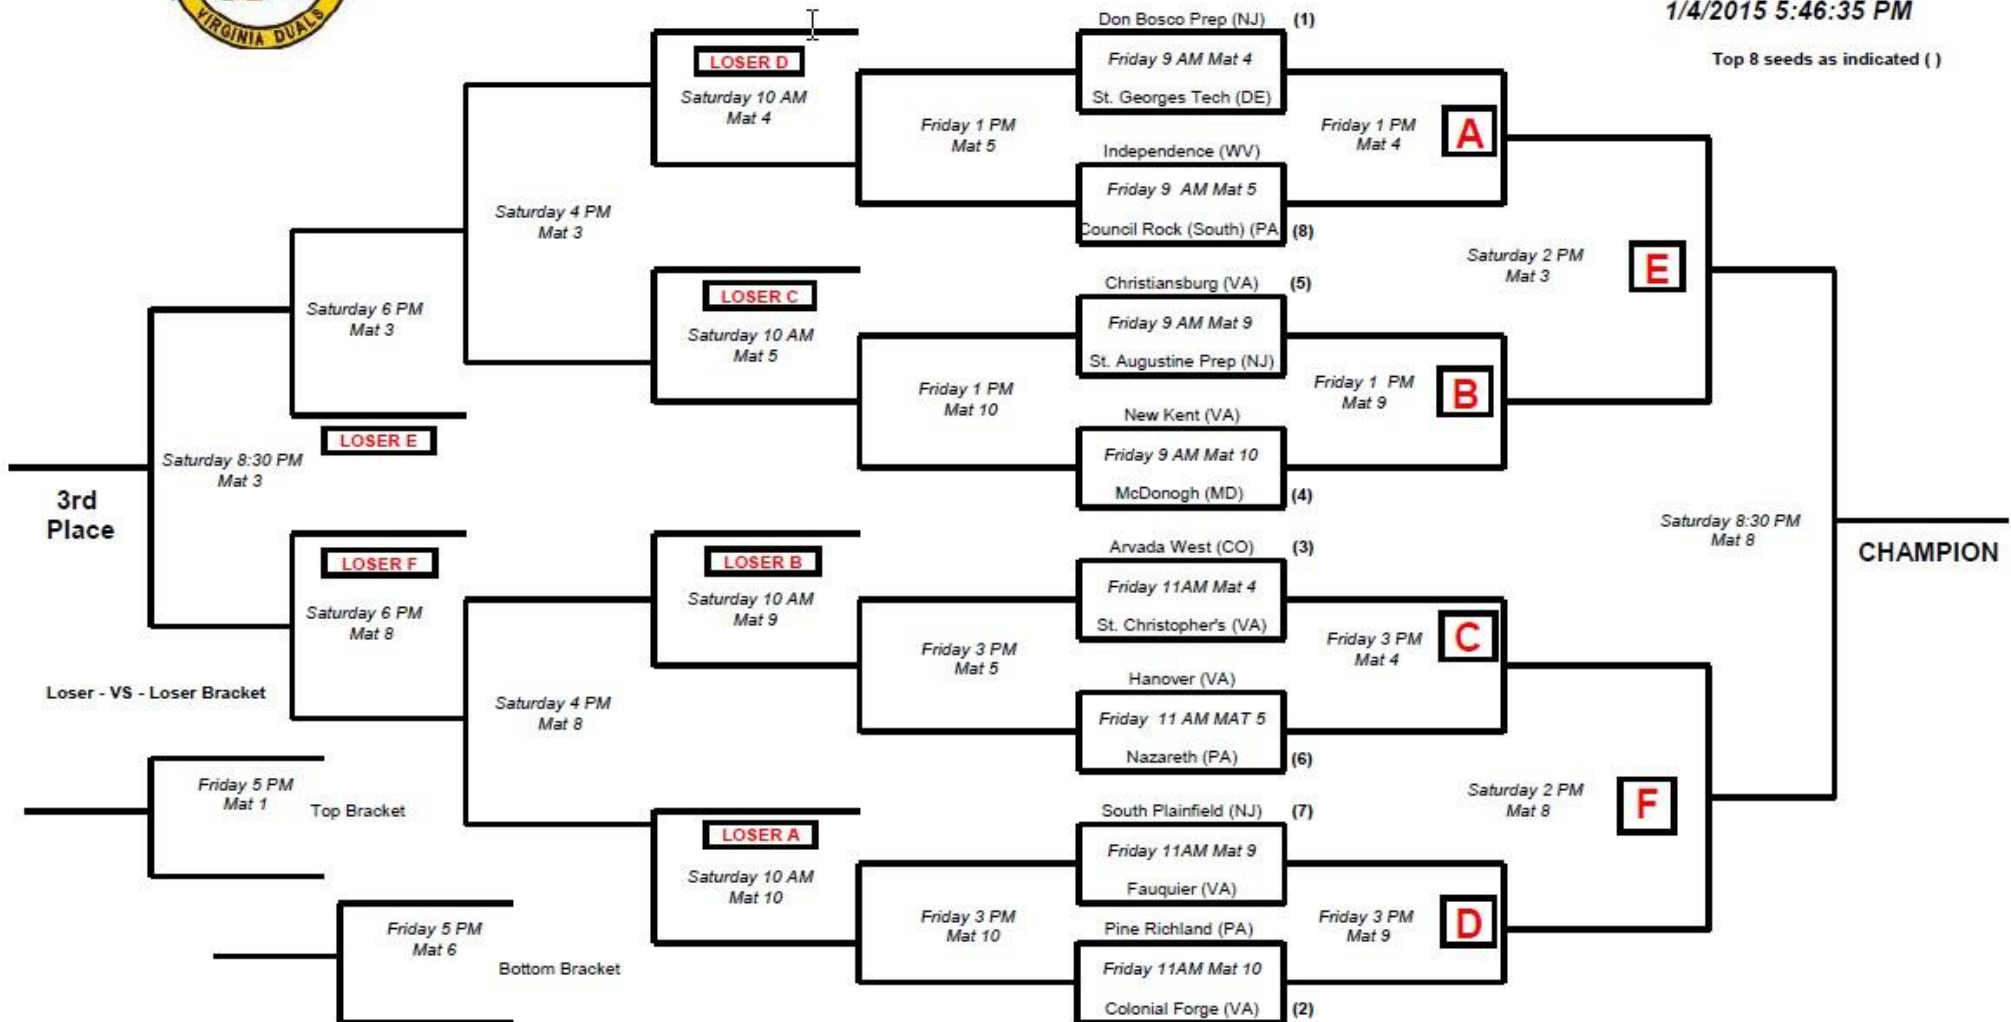 VIRGINIA DUALS
1/4/2015 5:46:35 PM
Top 8 seeds as indicated ( )
Don Bosco Prep (NJ) (1)
Friday 9 AM Mat 4
St. Georges Tech (DE)
Independence (WV)
Friday 9 AM Mat 5
Council Rock (South) (PA (8)
Christiansburg (VA) (5)
Friday 9 AM Mat 9
St. Augustine Prep (NJ)
New Kent (VA)
Friday 9 AM Mat 10
McDonogh (MD) (4)
Arvada West (CO) (3)
Friday 11AM Mat 4
St. Christopher's (VA)
Hanover (VA)
Friday 11 AM MAT 5
Nazareth (PA) (6)
South Plainfield (NJ) (7)
Friday 11AM Mat 9
Fauquier (VA)
Pine Richland (PA)
Friday 11AM Mat 10
Colonial Forge (VA) (2)
Friday 1 PM
Mat 4
A
Friday 1 PM
Mat 9
B
Friday 3 PM
Mat 4
C
Friday 3 PM
Mat 9
D
Saturday 2 PM
Mat 3
E
Saturday 2 PM
Mat 8
F
Saturday 8:30 PM
Mat 8
CHAMPION
Friday 1 PM
Mat 5
Friday 1 PM
Mat 10
Friday 3 PM
Mat 5
Friday 3 PM
Mat 10
LOSER D
Saturday 10 AM
Mat 4
LOSER C
Saturday 10 AM
Mat 5
LOSER B
Saturday 10 AM
Mat 9
LOSER A
Saturday 10 AM
Mat 10
Saturday 4 PM
Mat 3
Saturday 4 PM
Mat 8
Saturday 6 PM
Mat 3
LOSER E
LOSER F
Saturday 6 PM
Mat 8
Saturday 8:30 PM
Mat 3
3rd
Place
Loser - VS - Loser Bracket
Friday 5 PM
Mat 1
Top Bracket
Friday 5 PM
Mat 6
Bottom Bracket